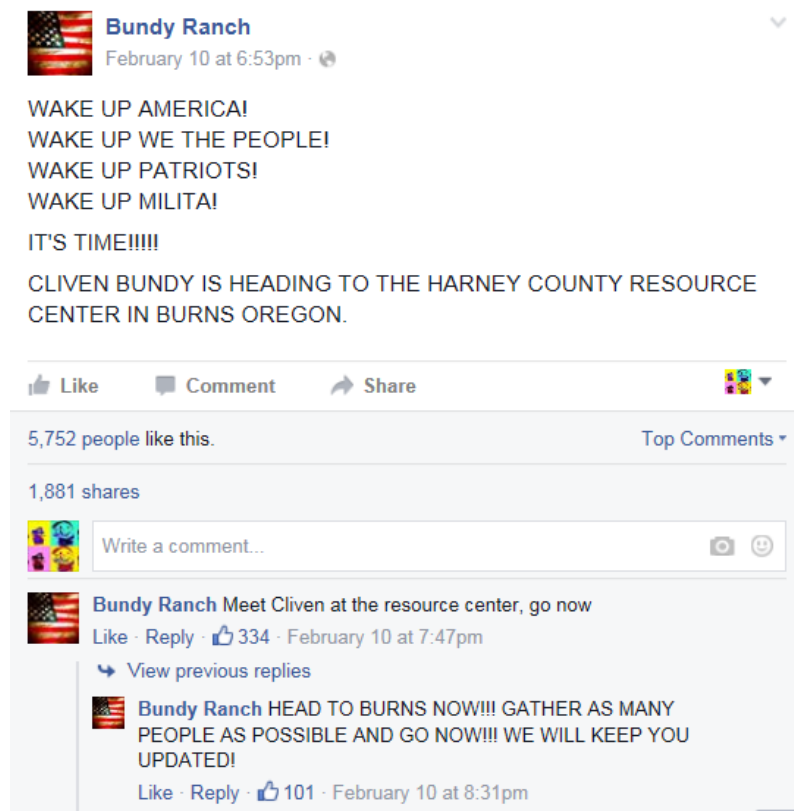 Bundy Ranch
February 10 at 6:53pm ·
WAKE UP AMERICA!
WAKE UP WE THE PEOPLE!
WAKE UP PATRIOTS!
WAKE UP MILITA!
IT'S TIME!!!!!
CLIVEN BUNDY IS HEADING TO THE HARNEY COUNTY RESOURCE
CENTER IN BURNS OREGON.
Like Comment Share
5,752 people like this. Top Comments
1,881 shares
Write a comment...
Bundy Ranch Meet Cliven at the resource center, go now
Like · Reply · 334 · February 10 at 7:47pm
View previous replies
Bundy Ranch HEAD TO BURNS NOW!!! GATHER AS MANY
PEOPLE AS POSSIBLE AND GO NOW!!! WE WILL KEEP YOU
UPDATED!
Like · Reply · 101 · February 10 at 8:31pm